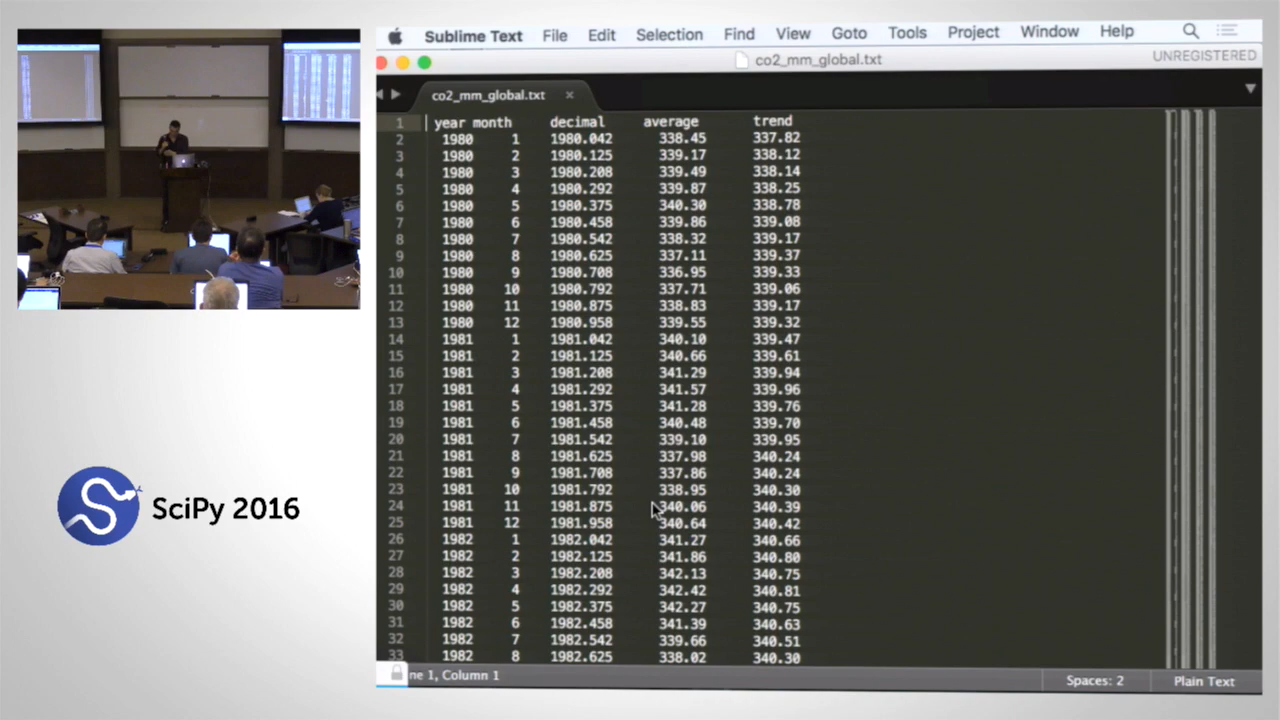 Sublime Text File Edit Selection Find View Goto Tools Project Window Help
co2_mm_global.txt
UNREGISTERED
co2_mm_global.txt ×
1 year month decimal average trend
2 1980 1 1980.042 338.45 337.82
3 1980 2 1980.125 339.17 338.12
4 1980 3 1980.208 339.49 338.14
5 1980 4 1980.292 339.87 338.25
6 1980 5 1980.375 340.30 338.78
7 1980 6 1980.458 339.86 339.08
8 1980 7 1980.542 338.32 339.17
9 1980 8 1980.625 337.11 339.37
10 1980 9 1980.708 336.95 339.33
11 1980 10 1980.792 337.71 339.06
12 1980 11 1980.875 338.83 339.17
13 1980 12 1980.958 339.55 339.32
14 1981 1 1981.042 340.10 339.47
15 1981 2 1981.125 340.66 339.61
16 1981 3 1981.208 341.29 339.94
17 1981 4 1981.292 341.57 339.96
18 1981 5 1981.375 341.28 339.76
19 1981 6 1981.458 340.48 339.70
20 1981 7 1981.542 339.10 339.95
21 1981 8 1981.625 337.98 340.24
22 1981 9 1981.708 337.86 340.24
23 1981 10 1981.792 338.95 340.30
24 1981 11 1981.875 340.06 340.39
25 1981 12 1981.958 340.64 340.42
26 1982 1 1982.042 341.27 340.66
27 1982 2 1982.125 341.86 340.80
28 1982 3 1982.208 342.13 340.75
29 1982 4 1982.292 342.42 340.81
30 1982 5 1982.375 342.27 340.75
31 1982 6 1982.458 341.39 340.63
32 1982 7 1982.542 339.66 340.51
33 1982 8 1982.625 338.02 340.30
ne 1, Column 1 Spaces: 2 Plain Text
SciPy 2016